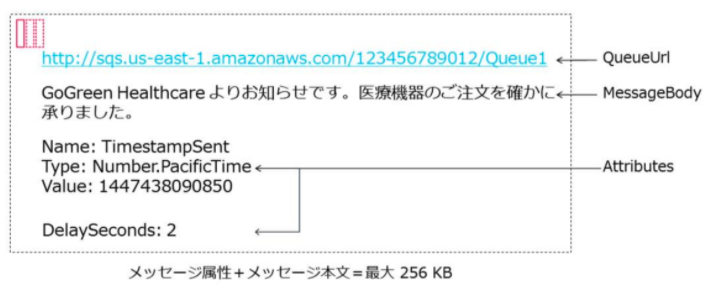 http://sqs.us-east-1.amazonaws.com/123456789012/Queue1
QueueUrl
GoGreen Healthcare よりお知らせです。医療機器のご注文を確かに
MessageBody
承りました。
Name: TimestampSent
Type: Number.PacificTime
Attributes
Value: 1447438090850
DelaySeconds: 2
メッセージ属性＋メッセージ本文＝最大 256 KB